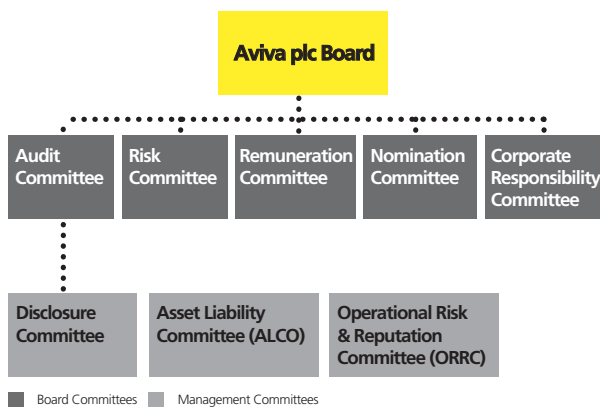 Aviva plc Board
Audit
Committee
Risk
Committee
Remuneration
Committee
Nomination
Committee
Corporate
Responsibility
Committee
Disclosure
Committee
Asset Liability
Committee (ALCO)
Operational Risk
& Reputation
Committee (ORRC)
Board Committees
Management Committees